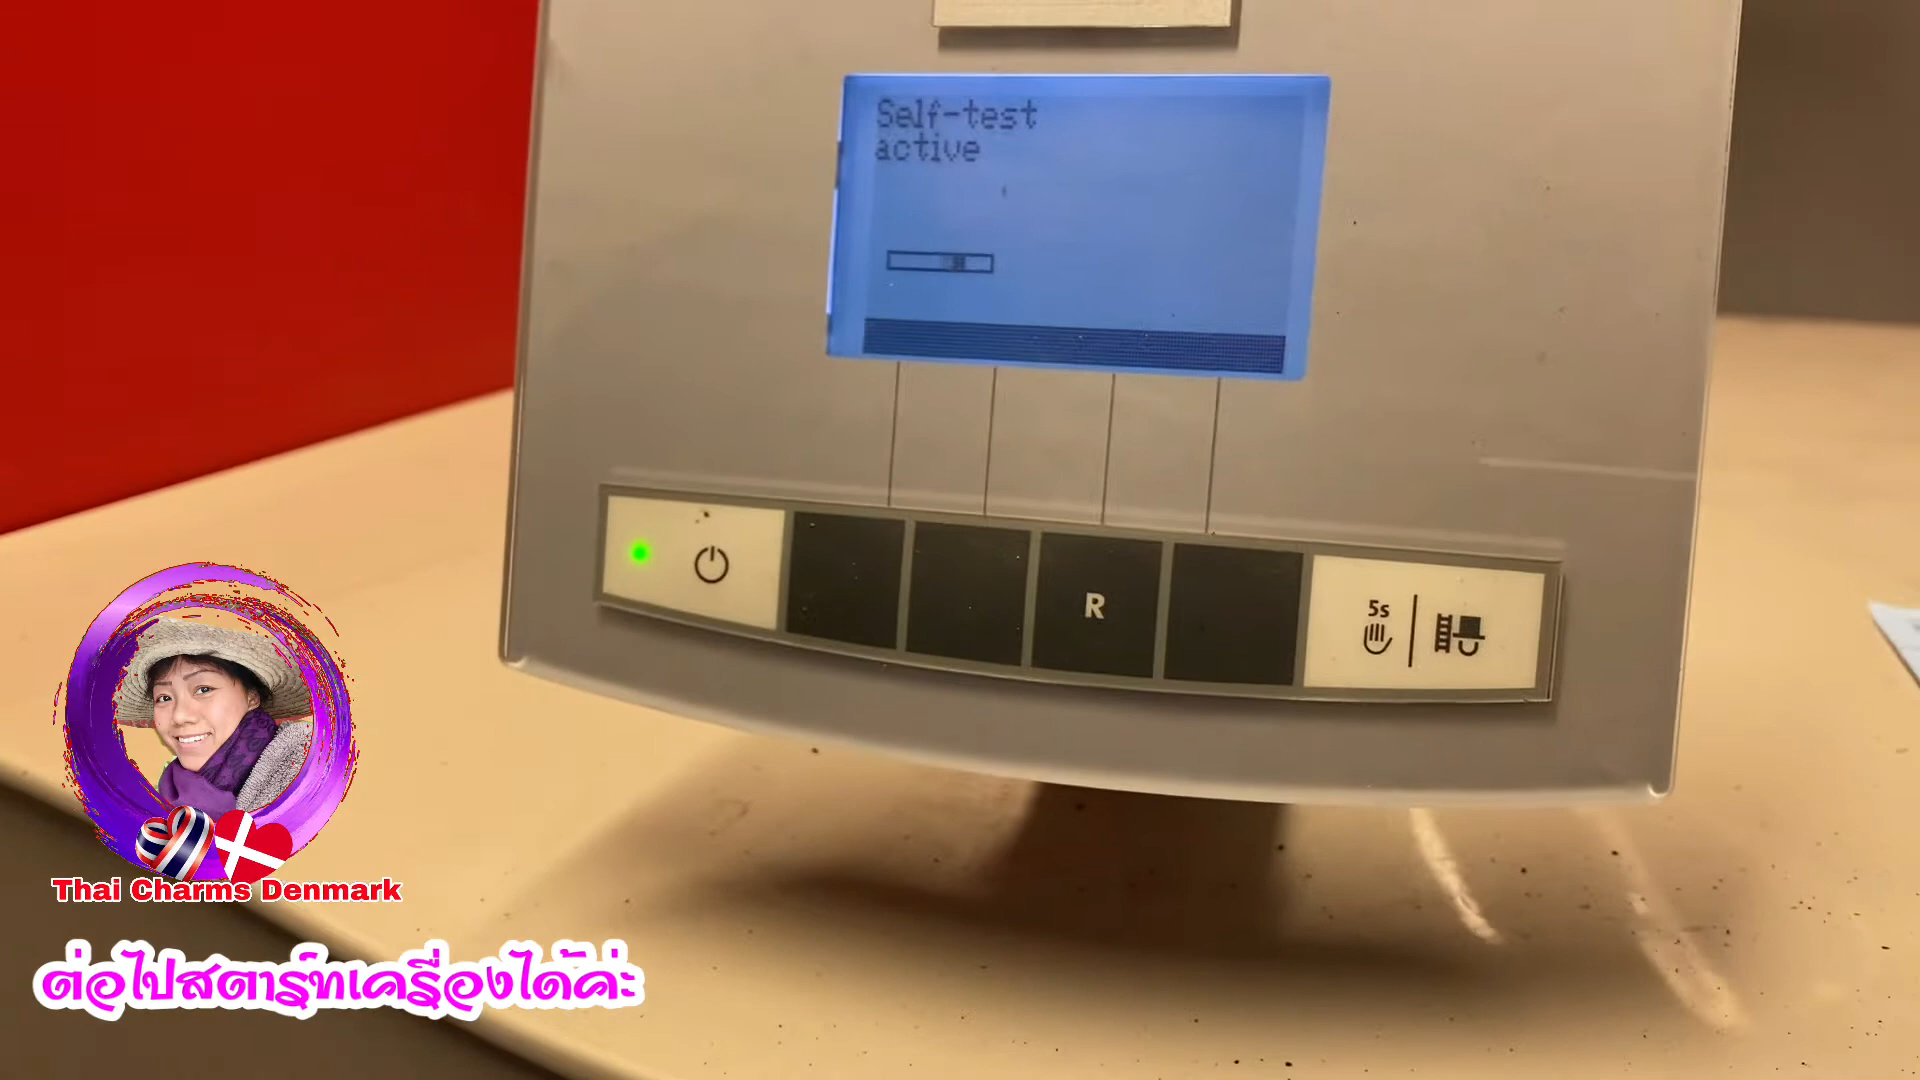 Self-test
active
R
5s
Thai Charms Denmark
ต่อไปสตาร์ทเครื่องได้ค่ะ